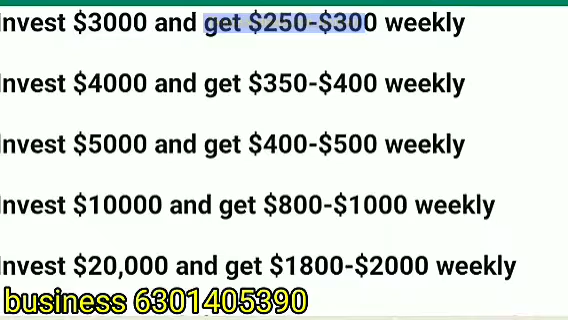 Invest $3000 and get $250-$300 weekly
Invest $4000 and get $350-$400 weekly
Invest $5000 and get $400-$500 weekly
Invest $10000 and get $800-$1000 weekly
Invest $20,000 and get $1800-$2000 weekly
business 6301405390